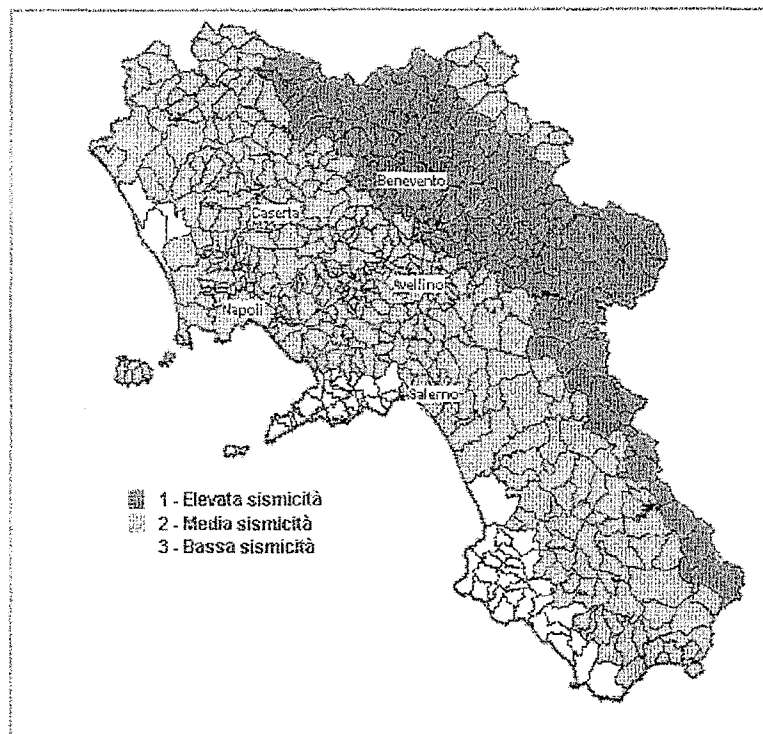 Benevento
Caserta
Avellino
Napoli
Salerno
1 - Elevata sismicità
2 - Media sismicità
3 - Bassa sismicità